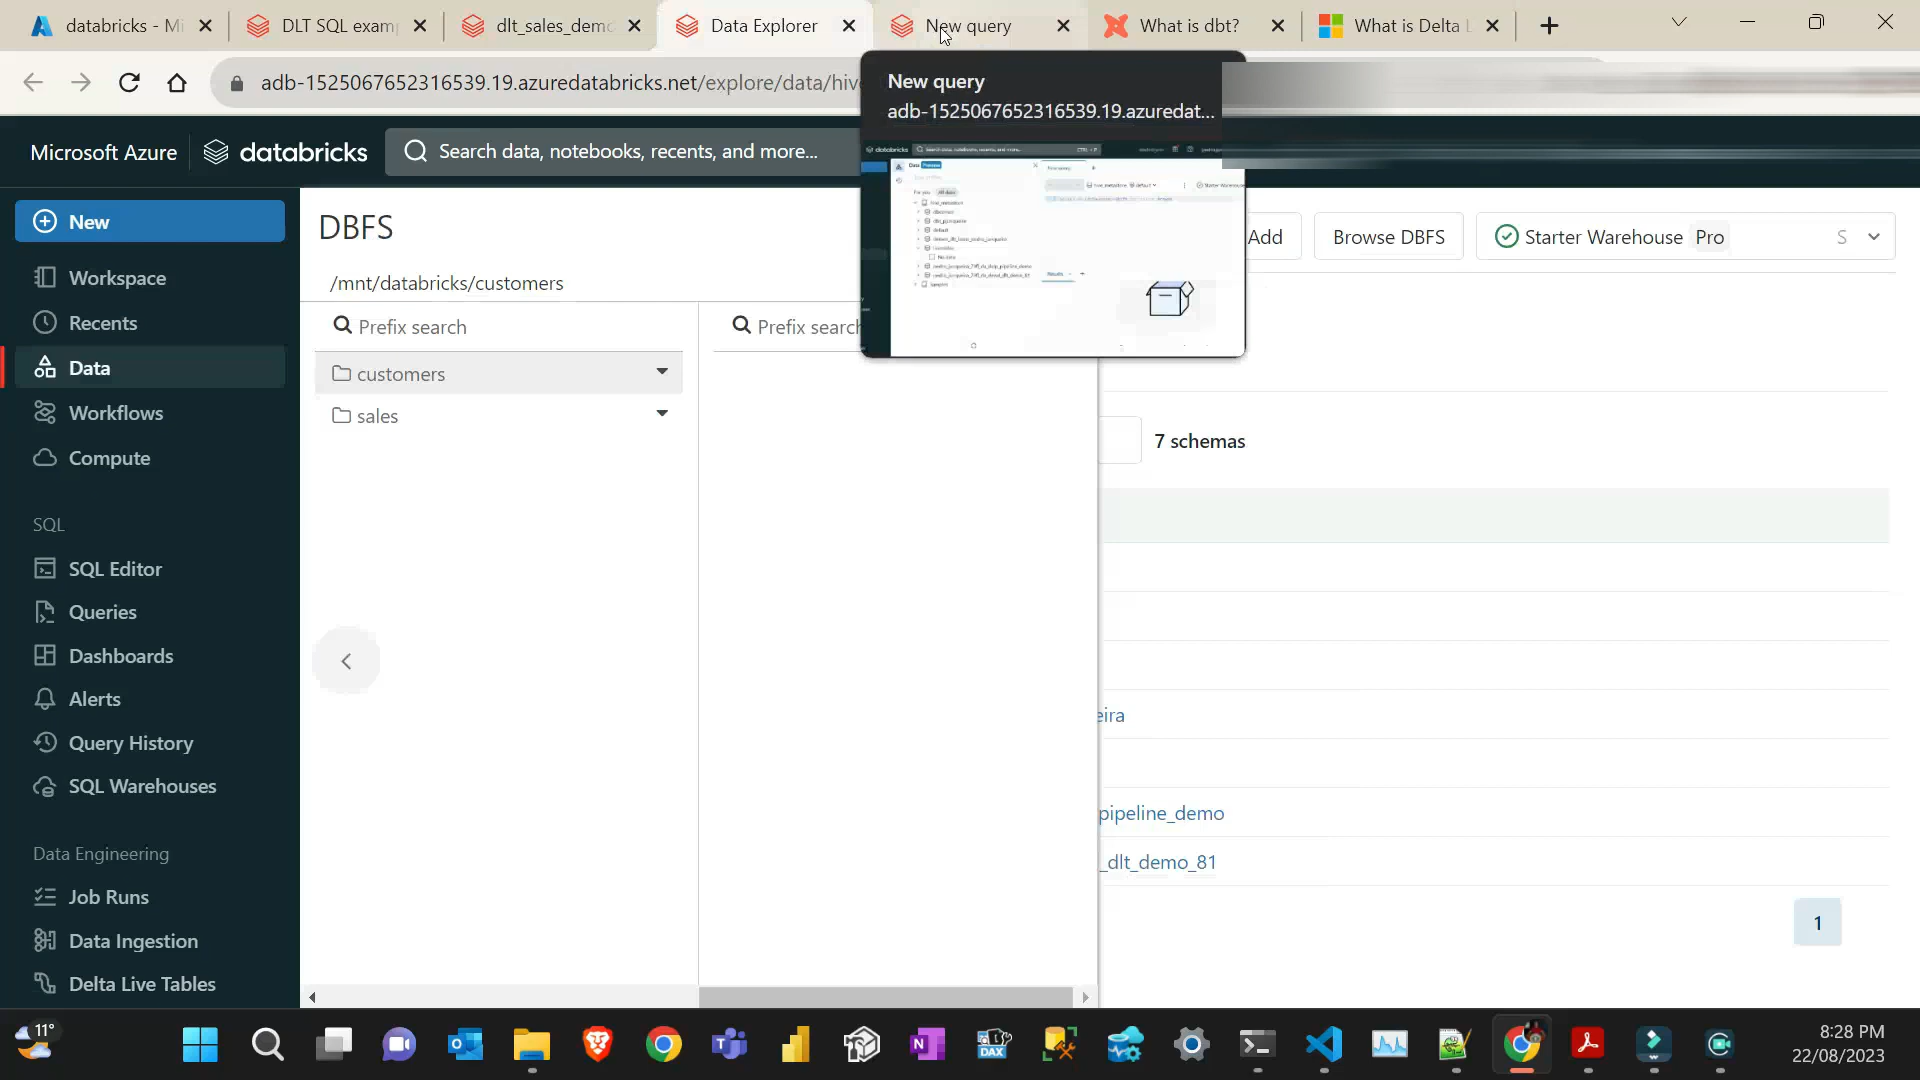 databricks - Mi
DLT SQL exam
dlt_sales_demo
Data Explorer
New query
What is dbt?
What is Delta L
adb-1525067652316539.19.azuredatabricks.net/explore/data/hiv
New query
adb-1525067652316539.19.azuredat...
Microsoft Azure
databricks
Search data, notebooks, recents, and more...
New
DBFS
Add
Browse DBFS
Starter Warehouse Pro S
Workspace
/mnt/databricks/customers
Recents
Prefix search
Prefix search
Data
customers
Workflows
sales
Compute
7 schemas
SQL
SQL Editor
Queries
Dashboards
Alerts
eira
Query History
SQL Warehouses
pipeline_demo
Data Engineering
_dlt_demo_81
Job Runs
1
Data Ingestion
Delta Live Tables
11°
DAX
8:28 PM
22/08/2023